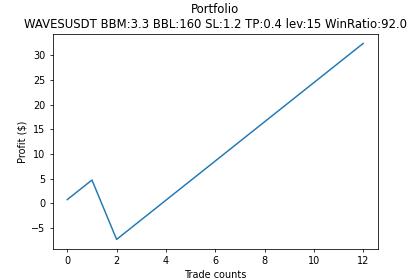 Portfolio
WAVESUSDT BBM:3.3 BBL:160 SL:1.2 TP:0.4 lev:15 WinRatio:92.0
Profit ($)
30
25
20
15
10
5
0
−5
0 2 4 6 8 10 12
Trade counts